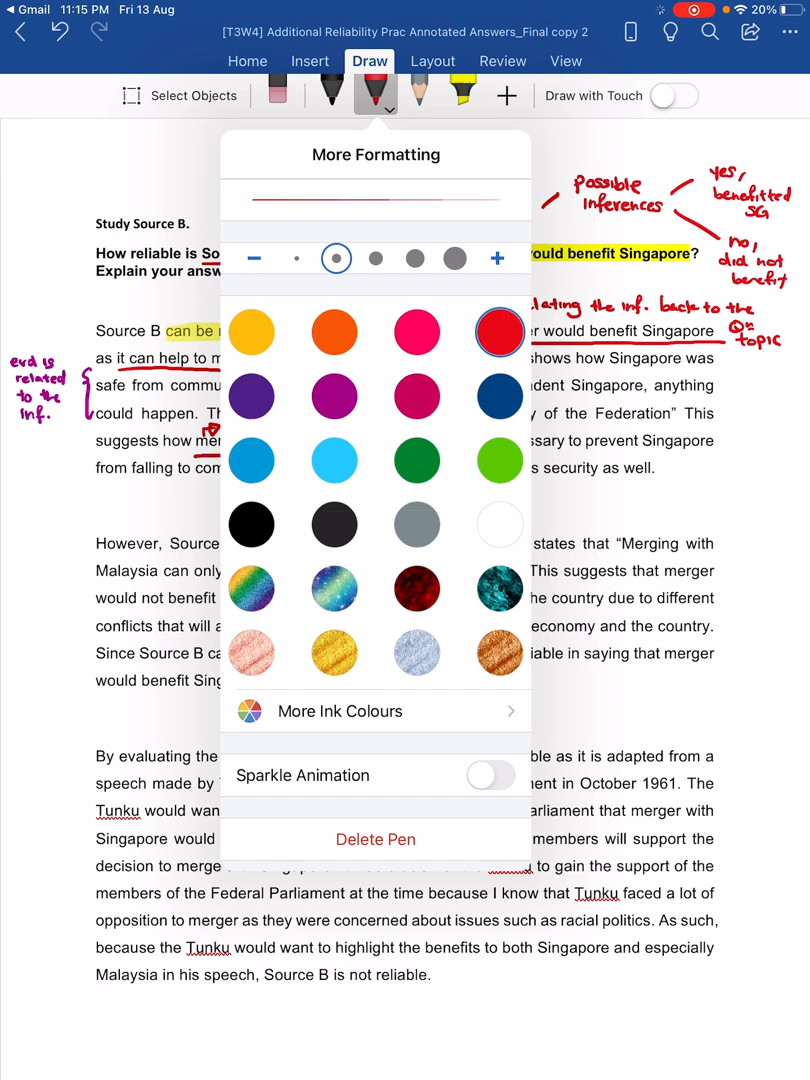 Gmail 11:15 PM Fri 13 Aug 20%
[T3W4] Additional Reliability Prac Annotated Answers_Final copy 2
Home Insert Draw Layout Review View
Select Objects Draw with Touch
More Formatting
Possible inferences
yes, benefitted SG
no, did not benefit
Study Source B.
How reliable is So ould benefit Singapore?
Explain your answ
lating the inf. back to the Qn topic
Source B can be r would benefit Singapore
as it can help to m shows how Singapore was
safe from commu dent Singapore, anything
could happen. Th y of the Federation” This
suggests how mer ssary to prevent Singapore
from falling to com s security as well.
evd is related to the inf.
However, Source states that “Merging with
Malaysia can only This suggests that merger
would not benefit he country due to different
conflicts that will a economy and the country.
Since Source B ca iable in saying that merger
would benefit Sing
More Ink Colours
By evaluating the ble as it is adapted from a
Sparkle Animation
speech made by ent in October 1961. The
Tunku would wan arliament that merger with
Singapore would members will support the
Delete Pen
decision to merge to gain the support of the
members of the Federal Parliament at the time because I know that Tunku faced a lot of
opposition to merger as they were concerned about issues such as racial politics. As such,
because the Tunku would want to highlight the benefits to both Singapore and especially
Malaysia in his speech, Source B is not reliable.